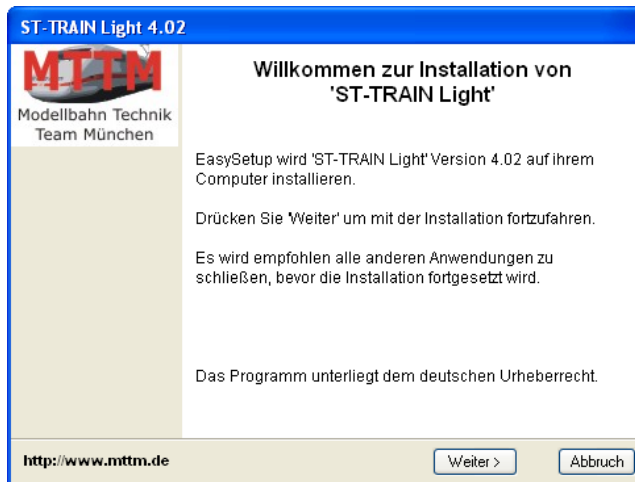 ST-TRAIN Light 4.02
MTTM
Modellbahn Technik
Team München
Willkommen zur Installation von
'ST-TRAIN Light'
EasySetup wird 'ST-TRAIN Light' Version 4.02 auf ihrem
Computer installieren.
Drücken Sie 'Weiter' um mit der Installation fortzufahren.
Es wird empfohlen alle anderen Anwendungen zu
schließen, bevor die Installation fortgesetzt wird.
Das Programm unterliegt dem deutschen Urheberrecht.
http://www.mttm.de
Weiter >
Abbruch